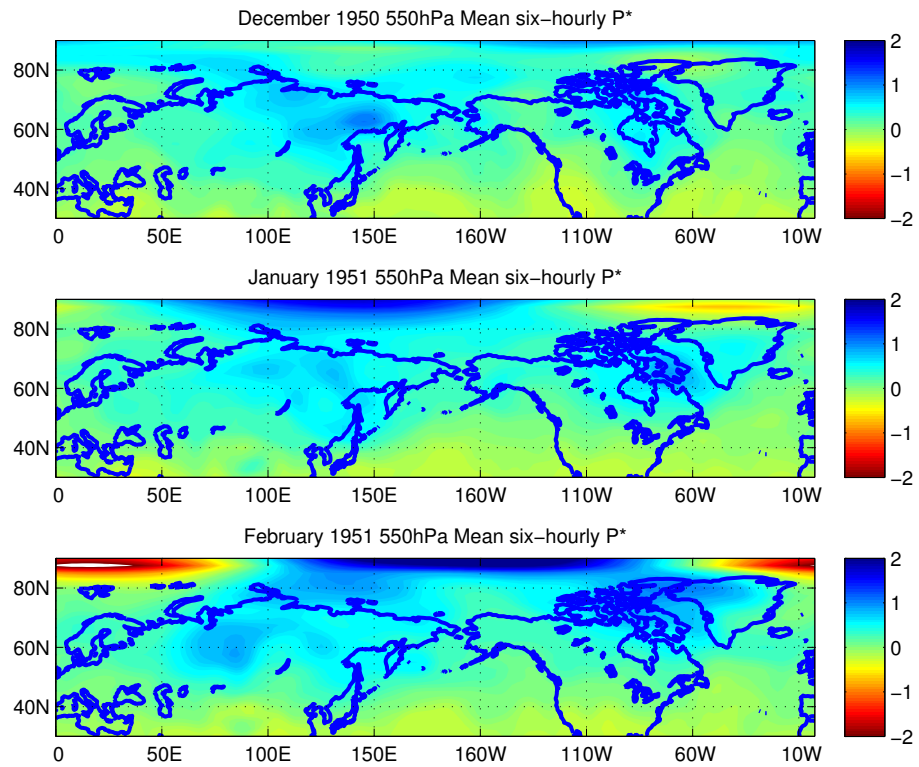 December 1950 550hPa Mean six−hourly P*
80N
60N
40N
0 50E 100E 150E 160W 110W 60W 10W
2
1
0
−1
−2
January 1951 550hPa Mean six−hourly P*
80N
60N
40N
0 50E 100E 150E 160W 110W 60W 10W
2
1
0
−1
−2
February 1951 550hPa Mean six−hourly P*
80N
60N
40N
0 50E 100E 150E 160W 110W 60W 10W
2
1
0
−1
−2